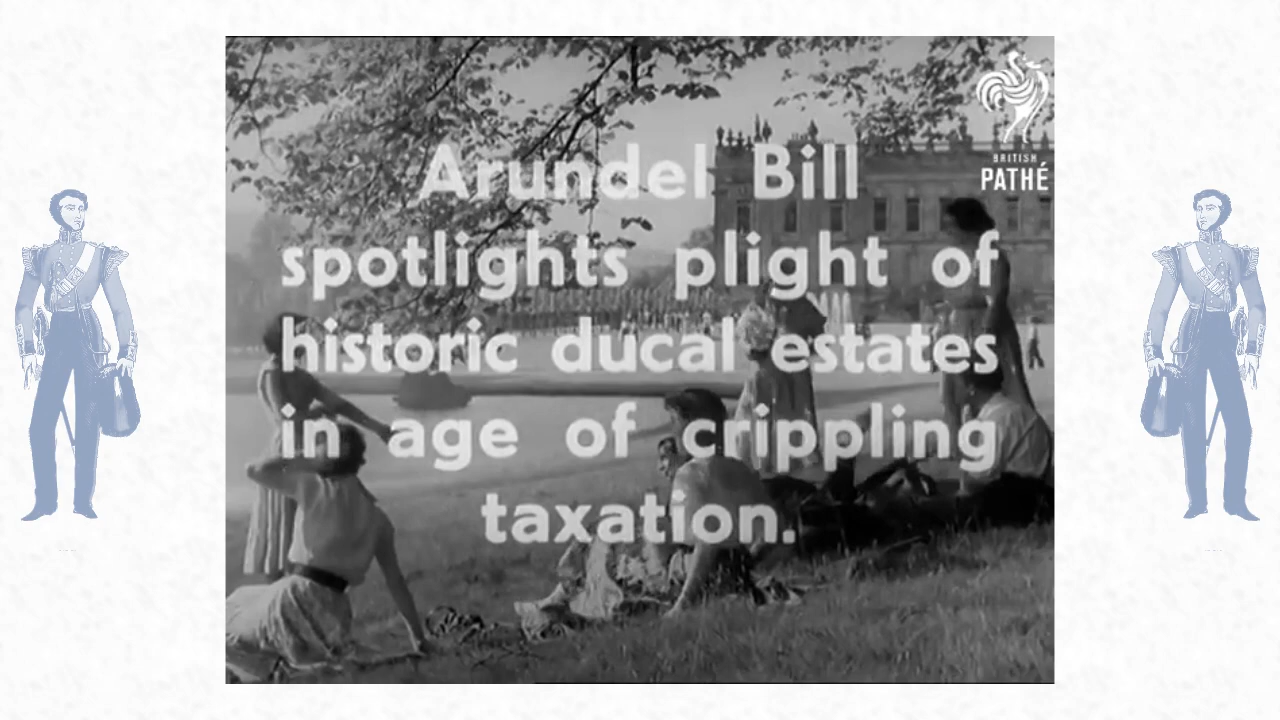 Arundel Bill
spotlights plight of
historic ducal estates
in age of crippling
taxation.
BRITISH
PATHÉ